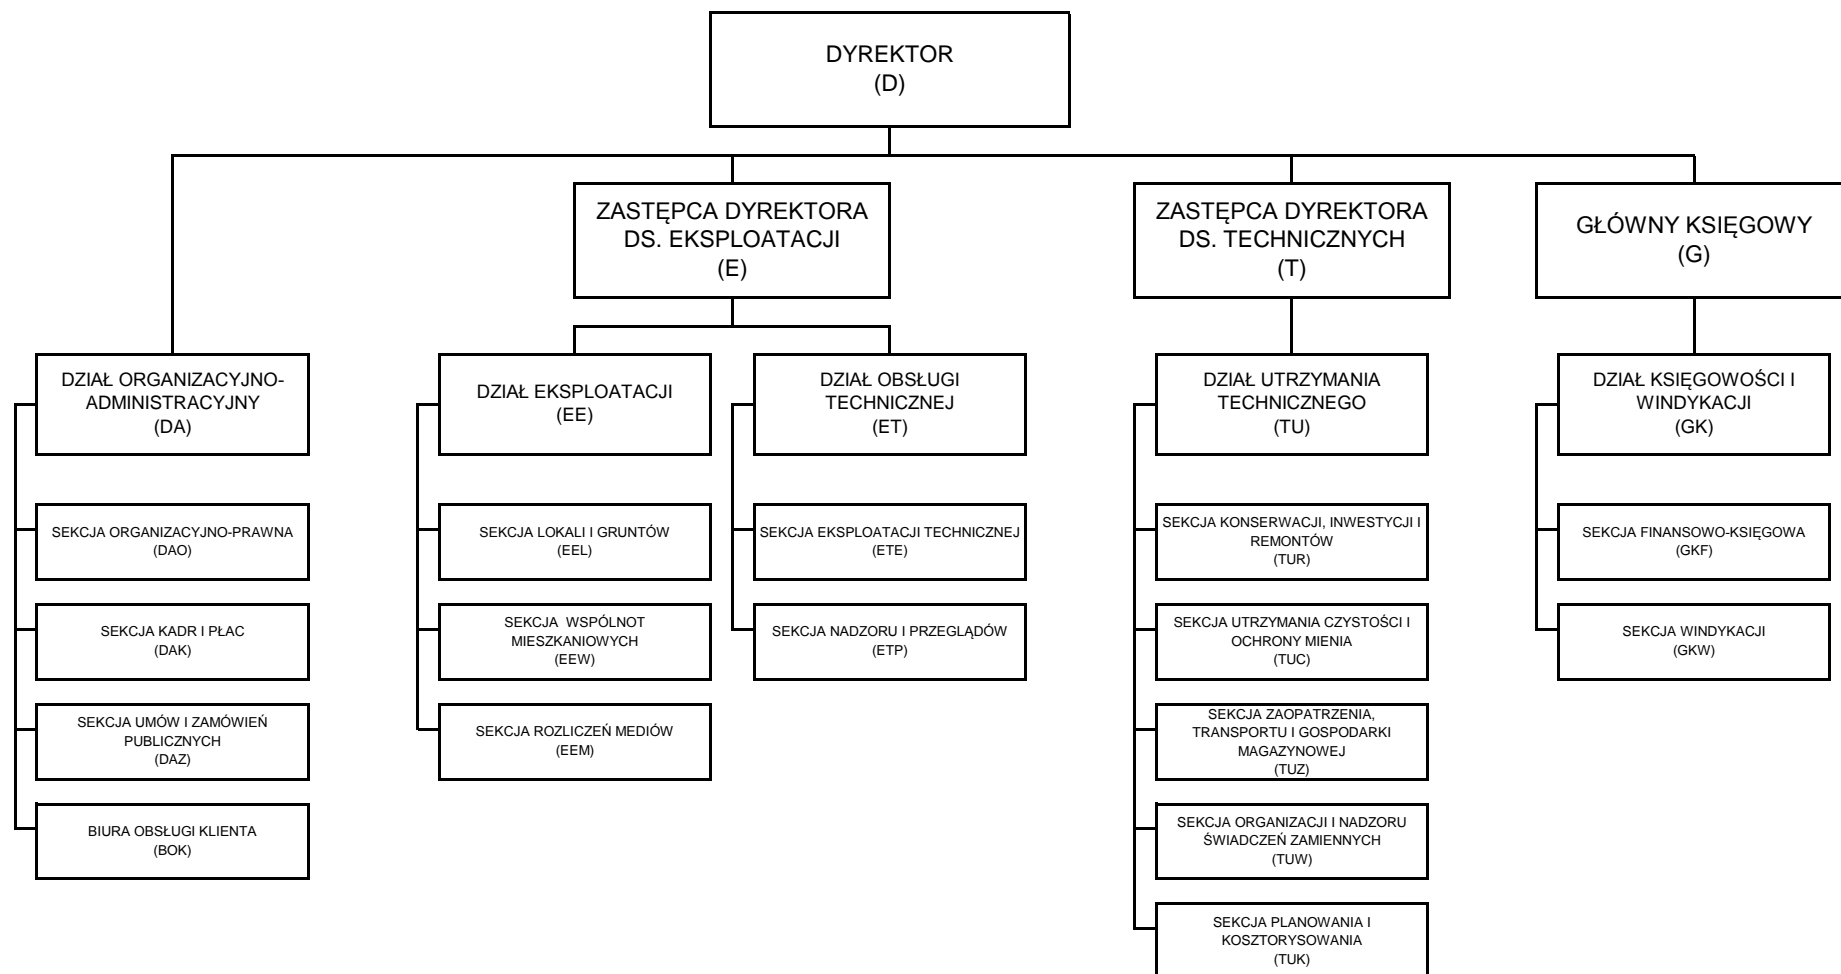 DYREKTOR
(D)
ZASTĘPCA DYREKTORA
DS. EKSPLOATACJI
(E)
ZASTĘPCA DYREKTORA
DS. TECHNICZNYCH
(T)
GŁÓWNY KSIĘGOWY
(G)
DZIAŁ ORGANIZACYJNO-
ADMINISTRACYJNY
(DA)
DZIAŁ EKSPLOATACJI
(EE)
DZIAŁ OBSŁUGI
TECHNICZNEJ
(ET)
DZIAŁ UTRZYMANIA
TECHNICZNEGO
(TU)
DZIAŁ KSIĘGOWOŚCI I
WINDYKACJI
(GK)
SEKCJA ORGANIZACYJNO-PRAWNA
(DAO)
SEKCJA LOKALI I GRUNTÓW
(EEL)
SEKCJA EKSPLOATACJI TECHNICZNEJ
(ETE)
SEKCJA KONSERWACJI, INWESTYCJI I
REMONTÓW
(TUR)
SEKCJA FINANSOWO-KSIĘGOWA
(GKF)
SEKCJA KADR I PŁAC
(DAK)
SEKCJA WSPÓLNOT
MIESZKANIOWYCH
(EEW)
SEKCJA NADZORU I PRZEGLĄDÓW
(ETP)
SEKCJA UTRZYMANIA CZYSTOŚCI I
OCHRONY MIENIA
(TUC)
SEKCJA WINDYKACJI
(GKW)
SEKCJA UMÓW I ZAMÓWIEŃ
PUBLICZNYCH
(DAZ)
SEKCJA ROZLICZEŃ MEDIÓW
(EEM)
SEKCJA ZAOPATRZENIA,
TRANSPORTU I GOSPODARKI
MAGAZYNOWEJ
(TUZ)
BIURA OBSŁUGI KLIENTA
(BOK)
SEKCJA ORGANIZACJI I NADZORU
ŚWIADCZEŃ ZAMIENNYCH
(TUW)
SEKCJA PLANOWANIA I
KOSZTORYSOWANIA
(TUK)